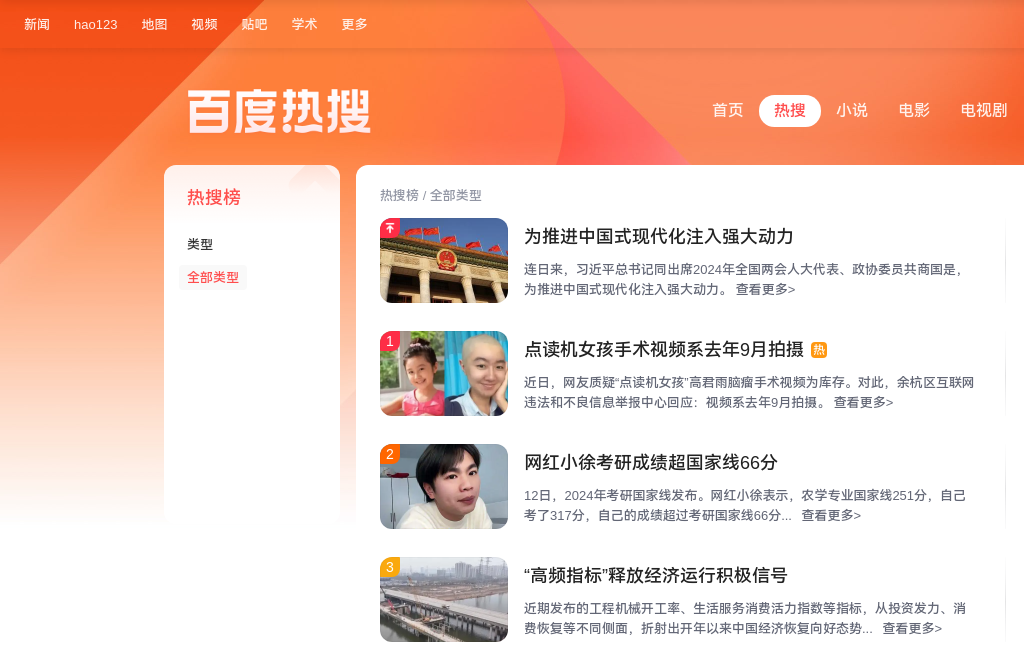 新闻 hao123 地图 视频 贴吧 学术 更多
百度热搜
首页 热搜 小说 电影 电视剧
热搜榜
类型
全部类型
热搜榜 / 全部类型
为推进中国式现代化注入强大动力
连日来，习近平总书记同出席2024年全国两会人大代表、政协委员共商国是，
为推进中国式现代化注入强大动力。 查看更多>
1
点读机女孩手术视频系去年9月拍摄 热
近日，网友质疑“点读机女孩”高君雨脑瘤手术视频为库存。对此，余杭区互联网
违法和不良信息举报中心回应：视频系去年9月拍摄。 查看更多>
2
网红小徐考研成绩超国家线66分
12日，2024年考研国家线发布。网红小徐表示，农学专业国家线251分，自己
考了317分，自己的成绩超过考研国家线66分... 查看更多>
3
“高频指标”释放经济运行积极信号
近期发布的工程机械开工率、生活服务消费活力指数等指标，从投资发力、消
费恢复等不同侧面，折射出开年以来中国经济恢复向好态势... 查看更多>